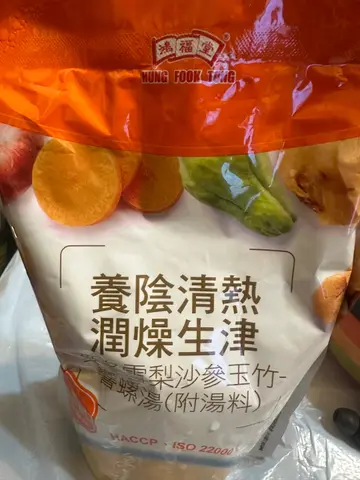 鴻福堂
HUNG FOOK TONG
養陰清熱
潤燥生津
雪梨沙參玉竹-
響螺湯(附湯料)
HACCP · ISO 22000